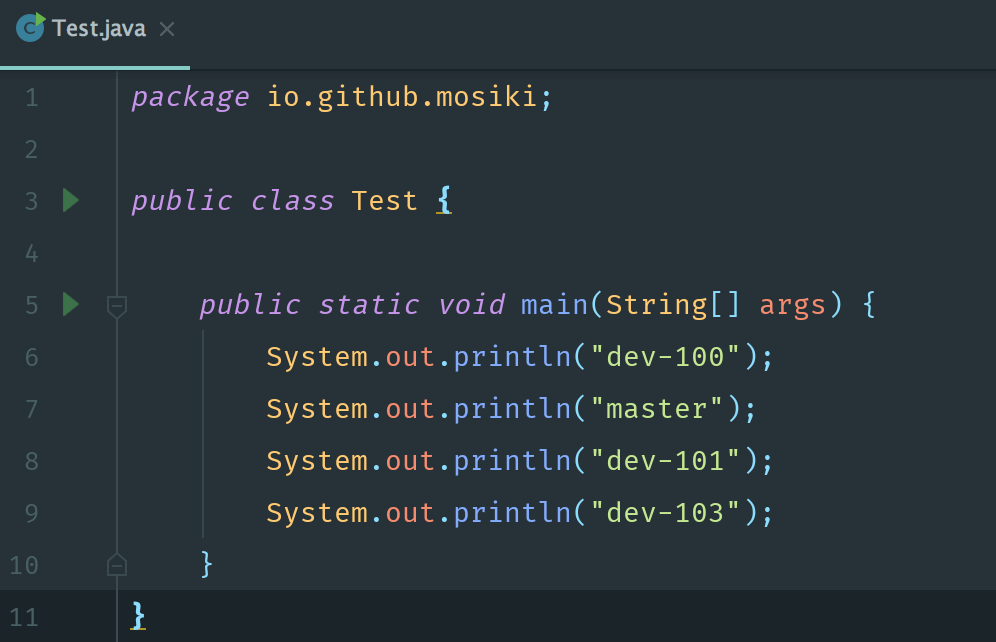 Test.java
1 package io.github.mosiki;
2
3 public class Test {
4
5     public static void main(String[] args) {
6         System.out.println("dev-100");
7         System.out.println("master");
8         System.out.println("dev-101");
9         System.out.println("dev-103");
10     }
11 }